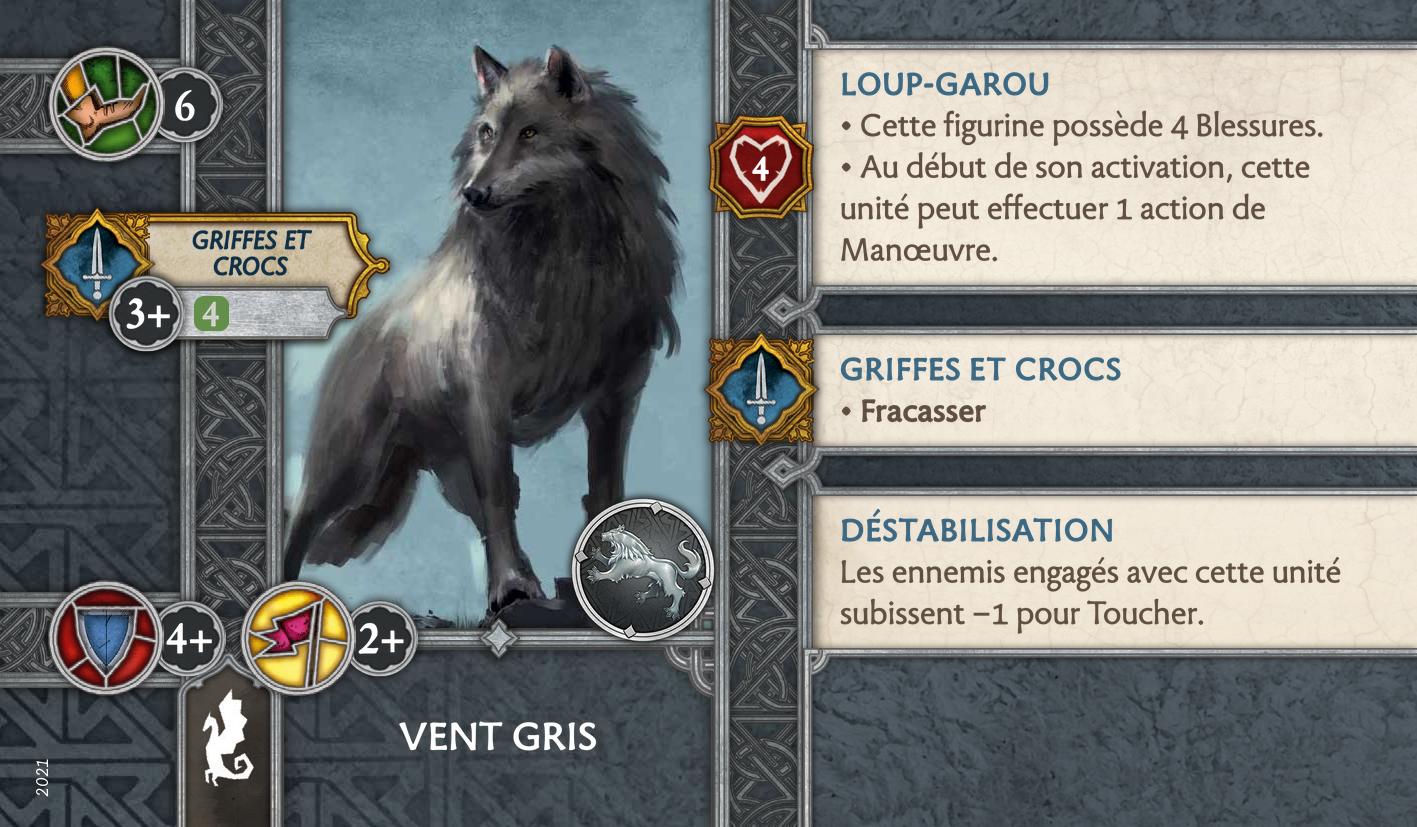 6
GRIFFES ET
CROCS
3+
4
4+
2+
VENT GRIS
2021
4
LOUP-GAROU
• Cette figurine possède 4 Blessures.
• Au début de son activation, cette
unité peut effectuer 1 action de
Manœuvre.
GRIFFES ET CROCS
• Fracasser
DÉSTABILISATION
Les ennemis engagés avec cette unité
subissent −1 pour Toucher.